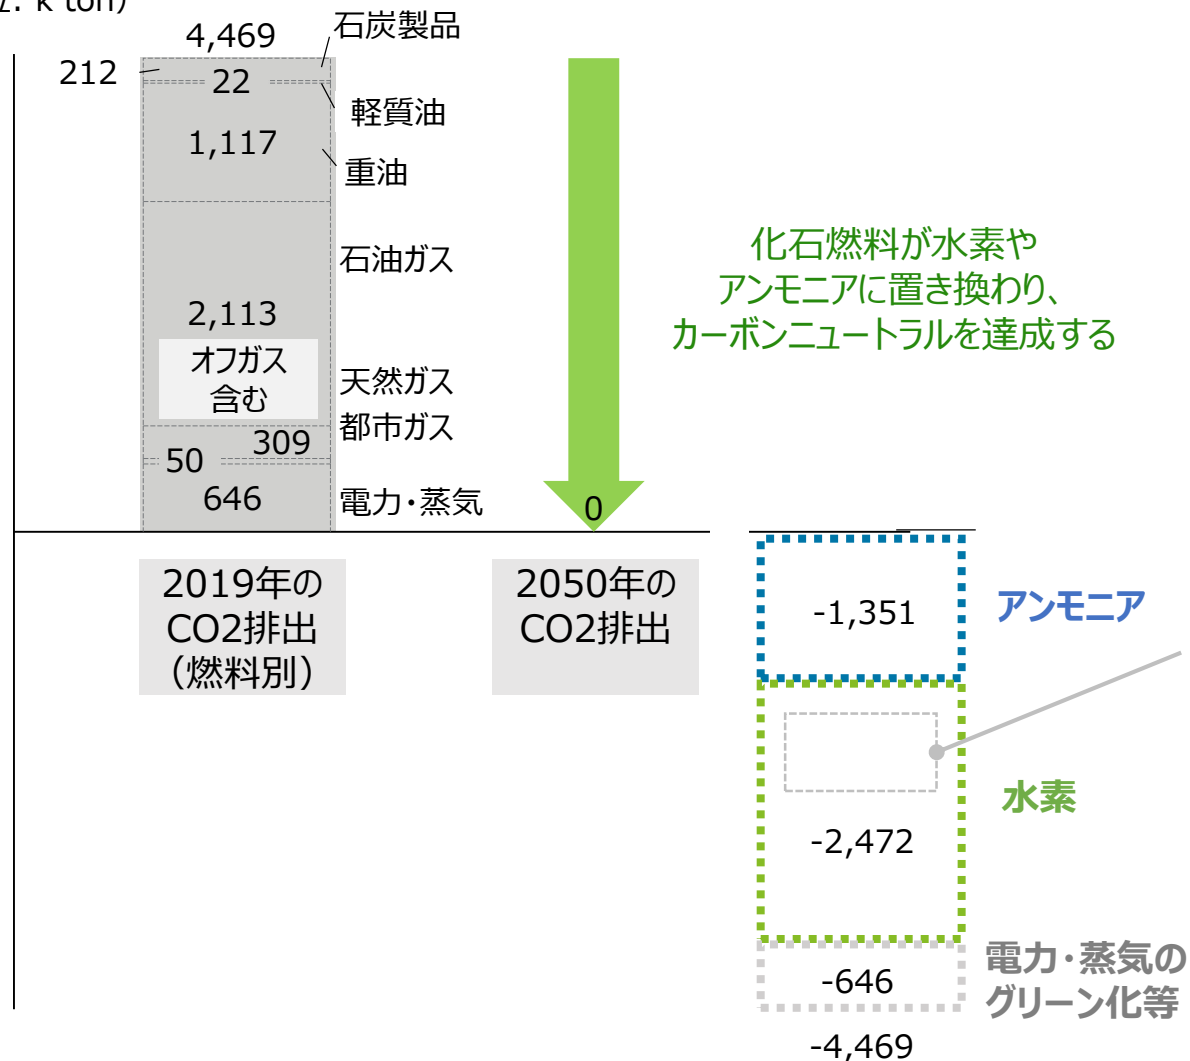 k ton)
4,469
石炭製品
212
22
軽質油
1,117
重油
石油ガス
2,113
オフガス
含む
天然ガス
都市ガス
309
50
646
電力・蒸気
化石燃料が水素や
アンモニアに置き換わり、
カーボンニュートラルを達成する
0
2019年の
CO2排出
(燃料別)
2050年の
CO2排出
-1,351
アンモニア
水素
-2,472
-646
電力・蒸気の
グリーン化等
-4,469